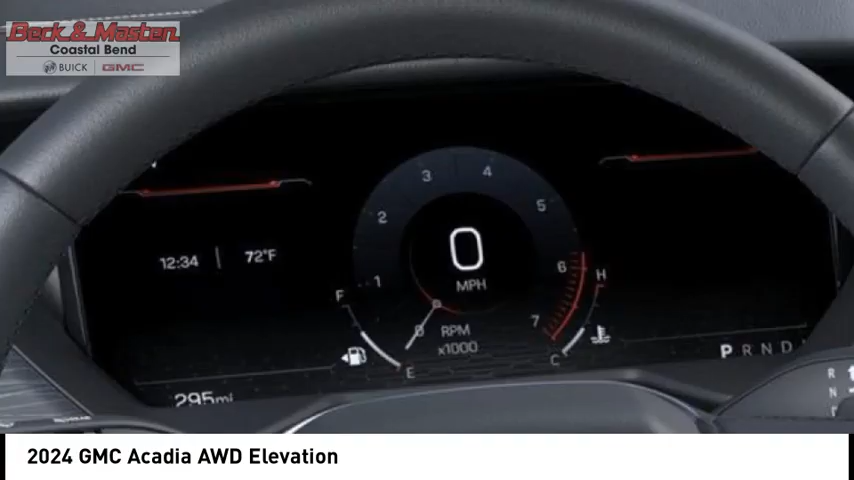 Beck & Masten
Coastal Bend
BUICK | GMC
3 4
2 5
12:34 | 72°F
0
MPH
1 6
F H
7
0 RPM
x1000
E C
P R N D
295mi
R
N
2024 GMC Acadia AWD Elevation